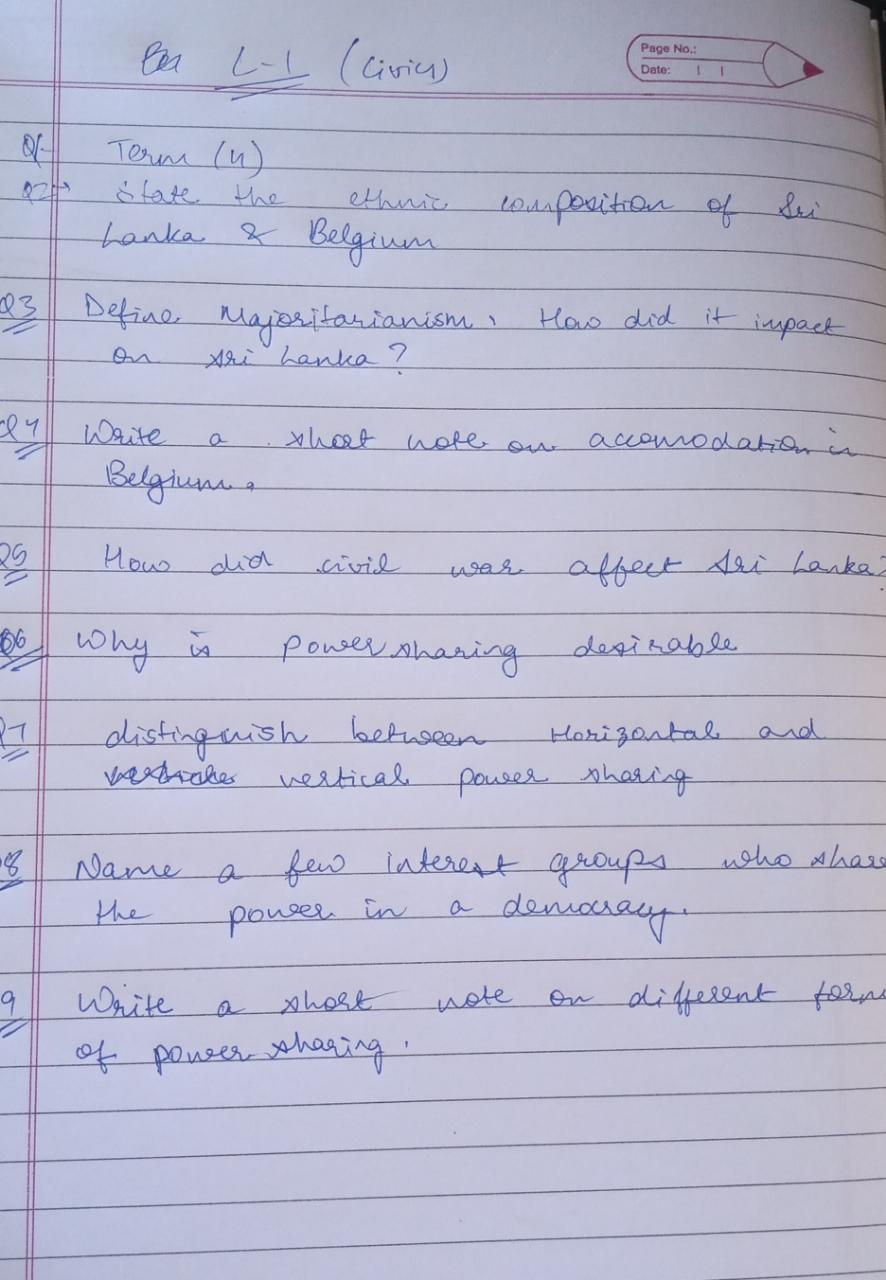 L-1 (Civics)
Page No.:
Date:
Q1- Term (4)
Q2→ State the ethnic composition of Sri
Lanka & Belgium
Q3 Define Majoritarianism. How did it impact
on Sri Lanka?
Q4 Write a short note on accomodation in
Belgium.
Q5 How did civil war affect Sri Lanka?
Q6 Why is power sharing desirable
Q7 distinguish between Horizontal and
vertical power sharing
Q8 Name a few interest groups who share
the power in a democracy.
9 Write a short note on different forms
of power sharing.